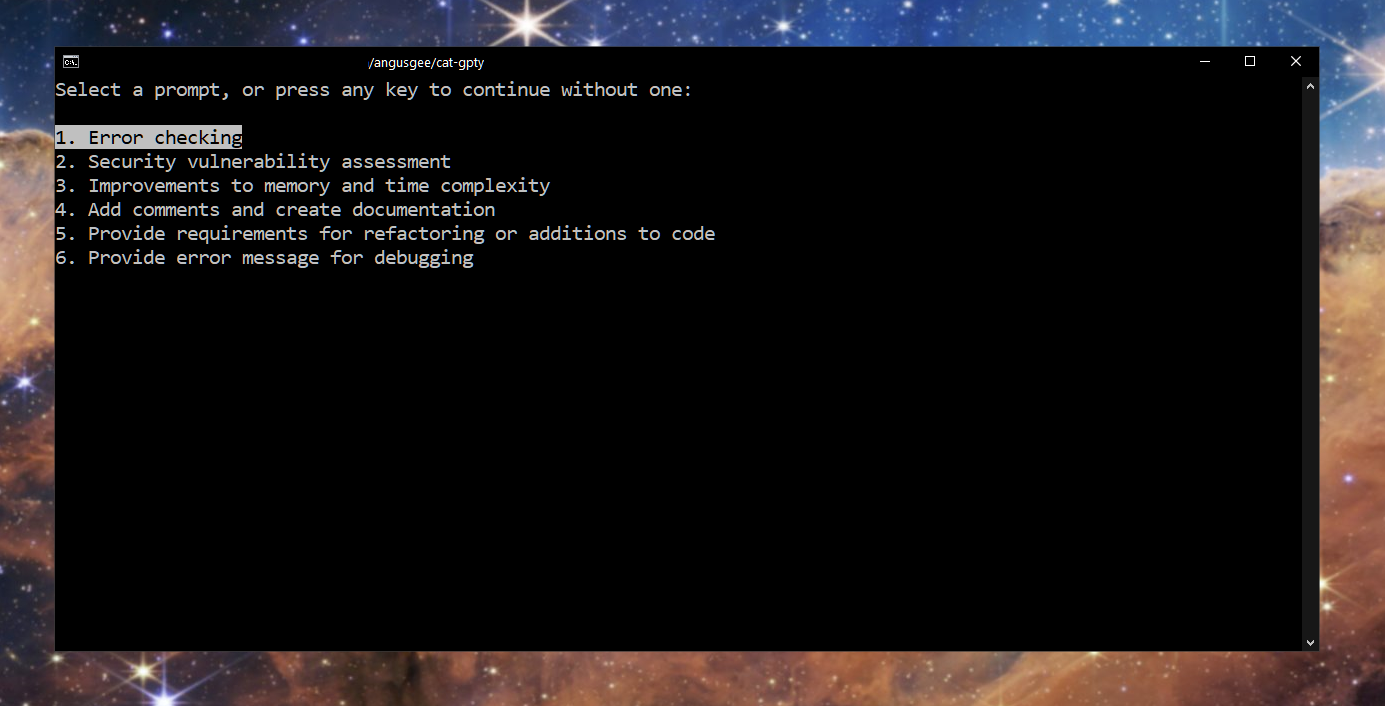 /angusgee/cat-gpty
Select a prompt, or press any key to continue without one:
1. Error checking
2. Security vulnerability assessment
3. Improvements to memory and time complexity
4. Add comments and create documentation
5. Provide requirements for refactoring or additions to code
6. Provide error message for debugging